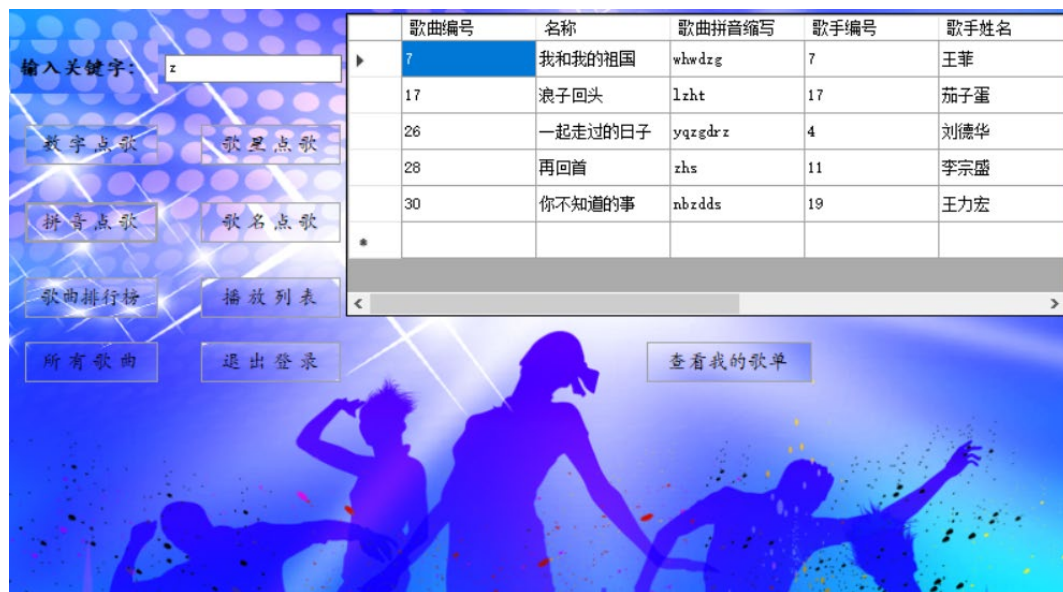 歌曲编号 名称 歌曲拼音缩写 歌手编号 歌手姓名
输入关键字: z
7 我和我的祖国 whwdzg 7 王菲
17 浪子回头 lzht 17 茄子蛋
26 一起走过的日子 yqzgdrz 4 刘德华
28 再回首 zhs 11 李宗盛
30 你不知道的事 nbzdds 19 王力宏
数字点歌 歌星点歌
拼音点歌 歌名点歌
歌曲排行榜 播放列表
所有歌曲 退出登录 查看我的歌单